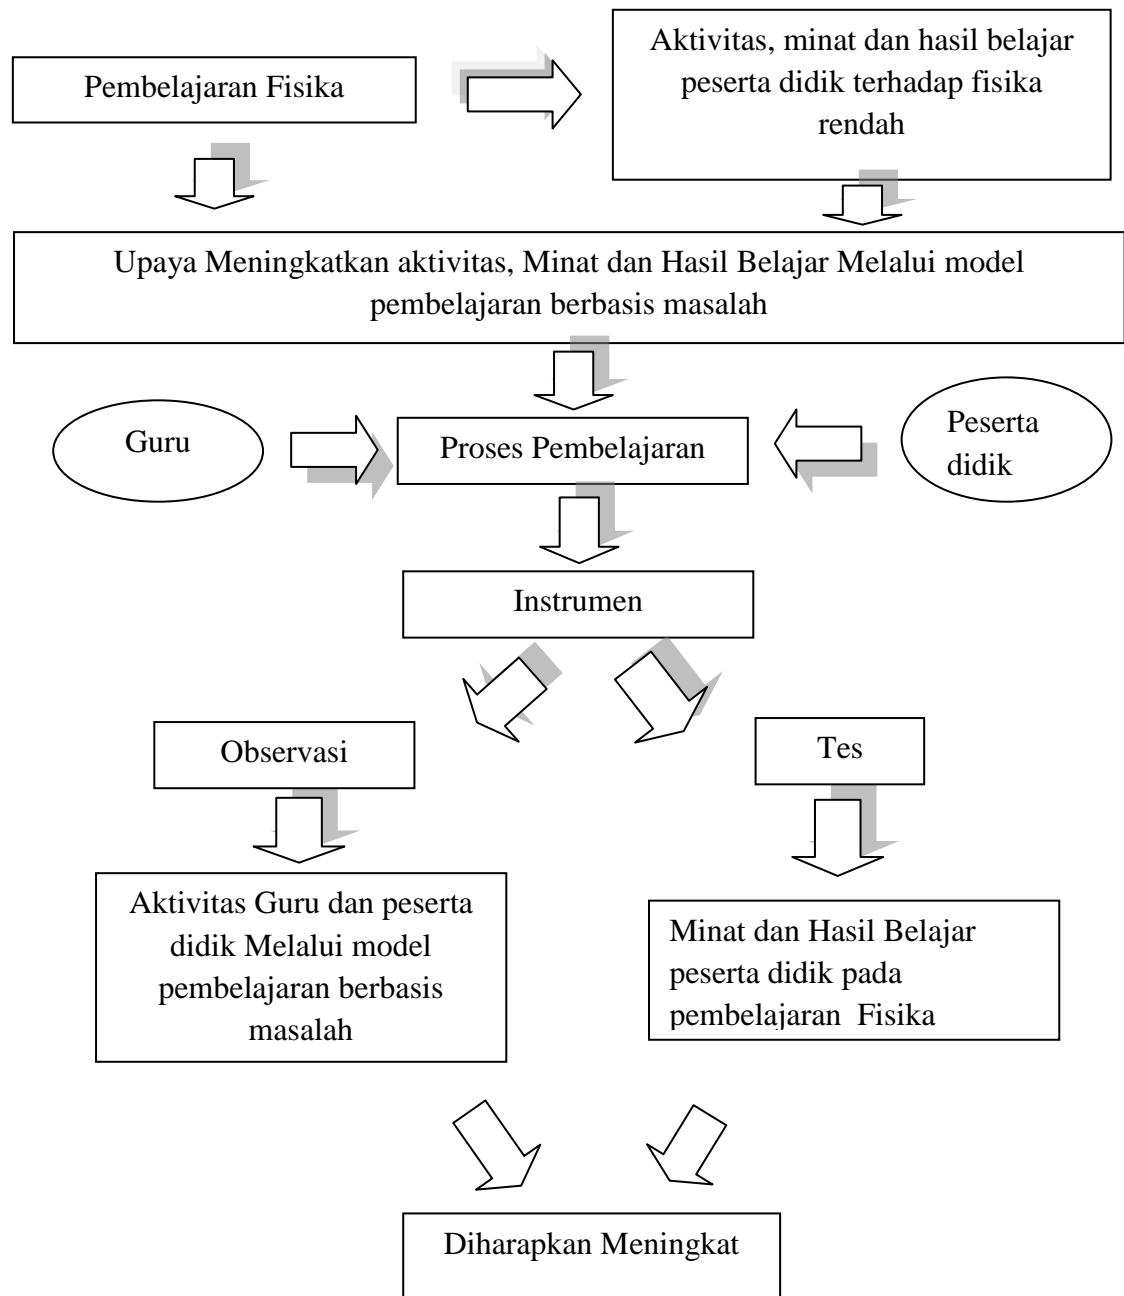 Pembelajaran Fisika
Aktivitas, minat dan hasil belajar
peserta didik terhadap fisika
rendah
Upaya Meningkatkan aktivitas, Minat dan Hasil Belajar Melalui model
pembelajaran berbasis masalah
Guru
Proses Pembelajaran
Peserta
didik
Instrumen
Observasi
Tes
Aktivitas Guru dan peserta
didik Melalui model
pembelajaran berbasis
masalah
Minat dan Hasil Belajar
peserta didik pada
pembelajaran  Fisika
Diharapkan Meningkat